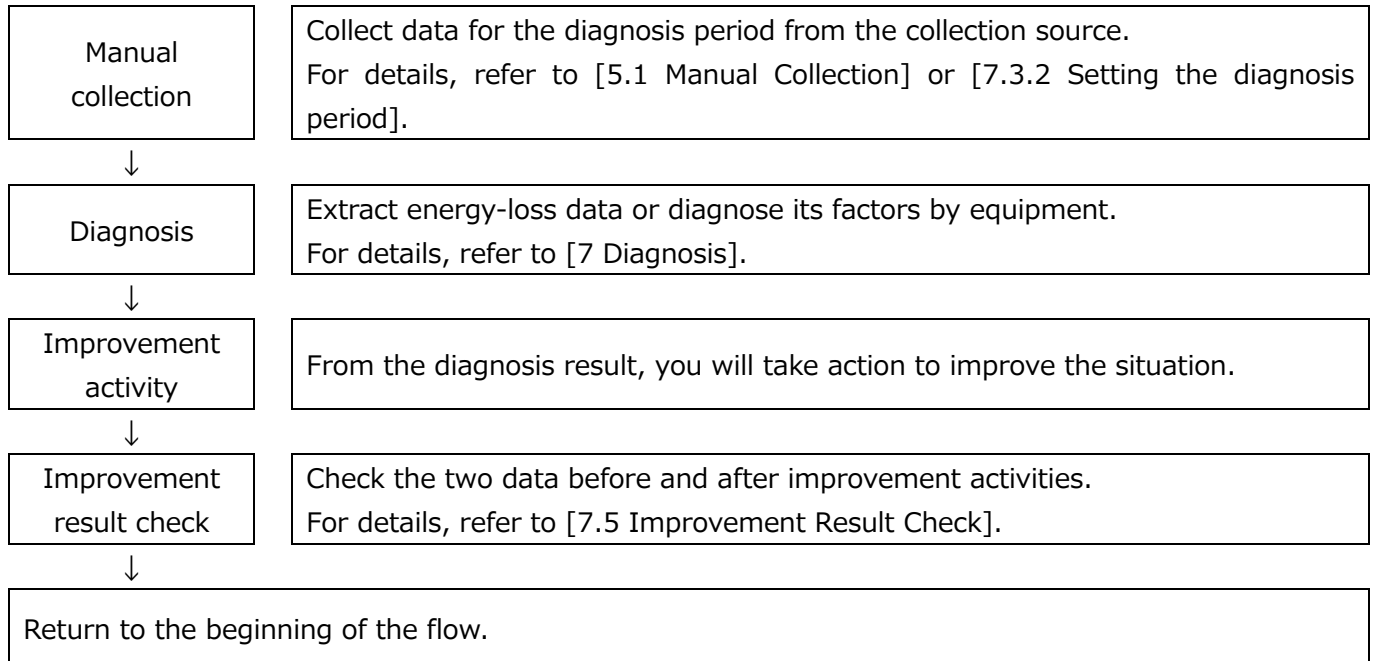 Manual
collection
Collect data for the diagnosis period from the collection source.
For details, refer to [5.1 Manual Collection] or [7.3.2 Setting the diagnosis
period].
↓
Diagnosis
Extract energy-loss data or diagnose its factors by equipment.
For details, refer to [7 Diagnosis].
↓
Improvement
activity
From the diagnosis result, you will take action to improve the situation.
↓
Improvement
result check
Check the two data before and after improvement activities.
For details, refer to [7.5 Improvement Result Check].
↓
Return to the beginning of the flow.